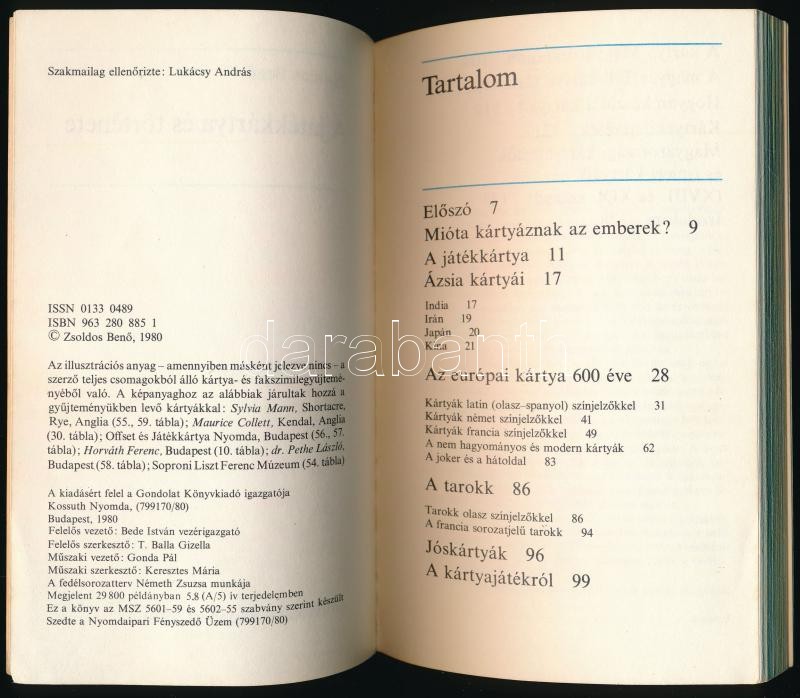 Szakmailag ellenőrizte: Lukácsy András
ISSN 0133 0489
ISBN 963 280 885 1
© Zsoldos Benő, 1980
Az illusztrációs anyag – amennyiben másként jelezve nincs – a
szerző teljes csomagokból álló kártya- és fakszimilegyűjtemé-
nyéből való. A képanyaghoz az alábbiak járultak hozzá a
gyűjteményükben levő kártyákkal: Sylvia Mann, Shortacre,
Rye, Anglia (55., 59. tábla); Maurice Collett, Kendal, Anglia
(30. tábla); Offset és Játékkártya Nyomda, Budapest (56., 57.
tábla); Horváth Ferenc, Budapest (10. tábla); dr. Pethe László,
Budapest (58. tábla); Soproni Liszt Ferenc Múzeum (54. tábla)
A kiadásért felel a Gondolat Könyvkiadó igazgatója
Kossuth Nyomda, (799170/80)
Budapest, 1980
Felelős vezető: Bede István vezérigazgató
Felelős szerkesztő: T. Balla Gizella
Műszaki vezető: Gonda Pál
Műszaki szerkesztő: Keresztes Mária
A fedélsorozatterv Németh Zsuzsa munkája
Megjelent 29 800 példányban 5,8 (A/5) ív terjedelemben
Ez a könyv az MSZ 5601–59 és 5602–55 szabvány szerint készült
Szedte a Nyomdaipari Fényszedő Üzem (799170/80)
Tartalom
Előszó 7
Mióta kártyáznak az emberek? 9
A játékkártya 11
Ázsia kártyái 17
India 17
Irán 19
Japán 20
Kína 21
Az európai kártya 600 éve 28
Kártyák latin (olasz–spanyol) színjelzőkkel 31
Kártyák német színjelzőkkel 41
Kártyák francia színjelzőkkel 49
A nem hagyományos és modern kártyák 62
A joker és a hátoldal 83
A tarokk 86
Tarokk olasz színjelzőkkel 86
A francia sorozatjelű tarokk 94
Jóskártyák 96
A kártyajátékról 99
darabanth